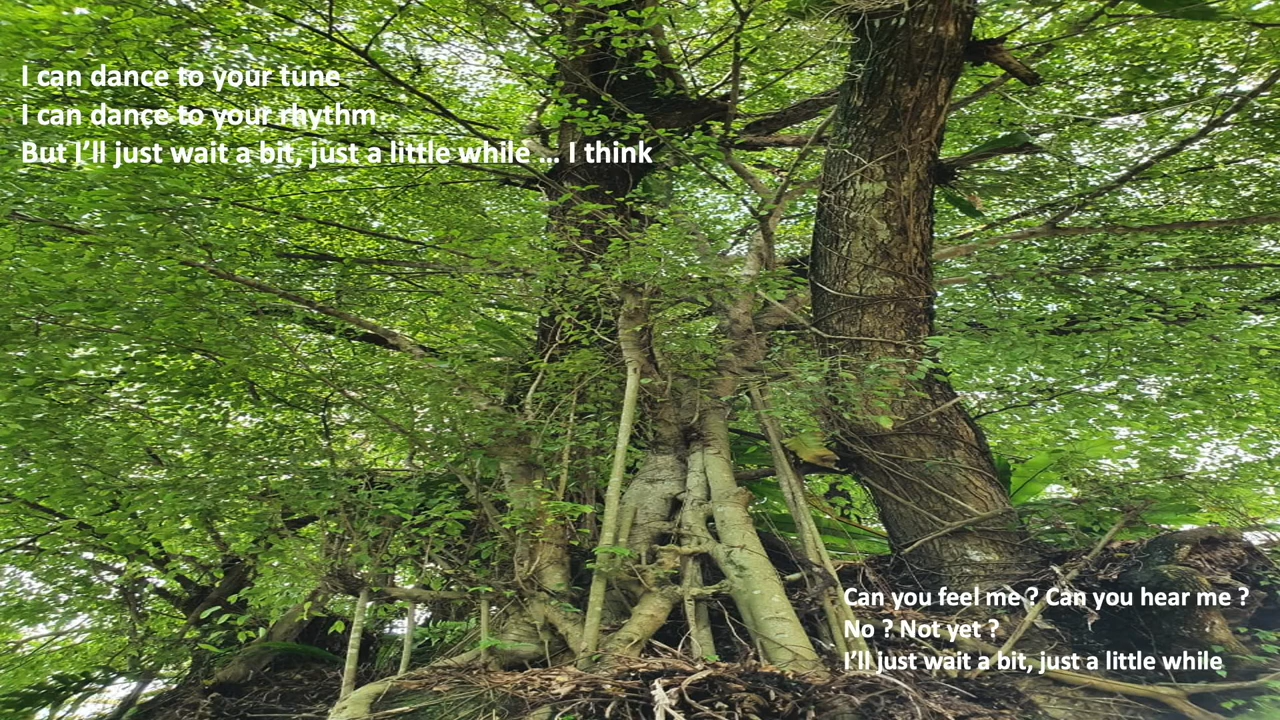 I can dance to your tune
I can dance to your rhythm
But I’ll just wait a bit, just a little while … I think
Can you feel me ? Can you hear me ?
No ? Not yet ?
I’ll just wait a bit, just a little while